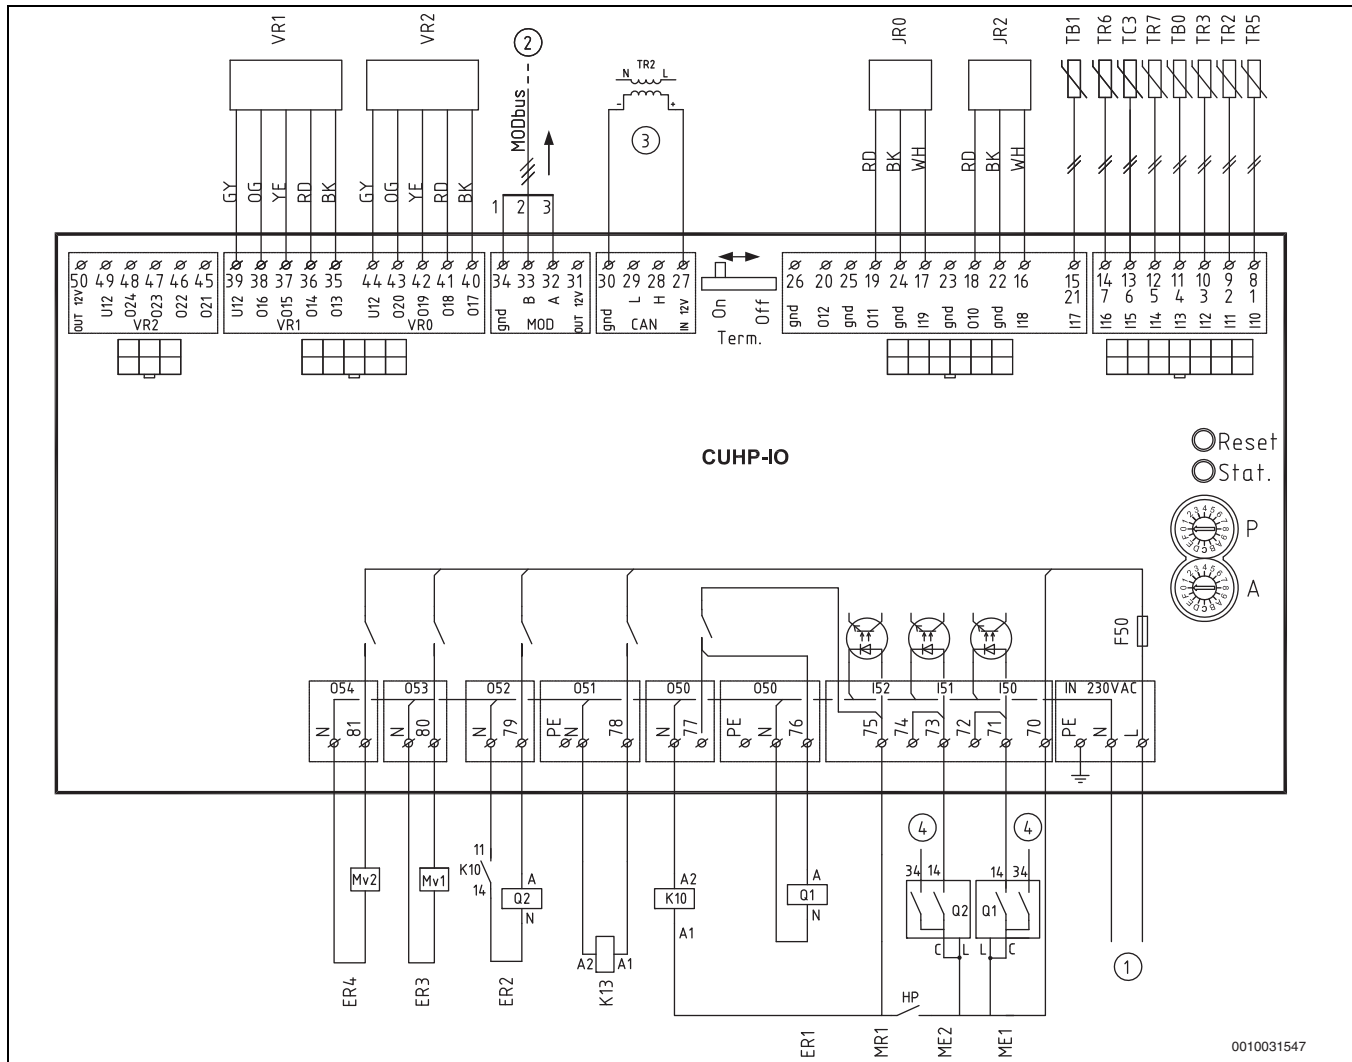 VR1 VR2 JR0 JR2 TB1 TR6 TC3 TR7 TB0 TR3 TR2 TR5
2
TR2
N L
- +
3
MODbus
GY OG YE RD BK GY OG YE RD BK
1 2 3
RD BK WH RD BK WH
50 49 48 47 46 45
OUT 12V U12 O24 O23 O22 O21
VR2
39 38 37 36 35 44 43 42 41 40
U12 O16 O15 O14 O13 U12 O20 O19 O18 O17
VR1 VR0
34 33 32 31
gnd B A OUT 12V
MOD
30 29 28 27
gnd L H IN 12V
CAN
On Off
Term.
26 20 25 19 24 17 23 18 22 16
gnd O12 gnd O11 gnd I19 gnd O10 gnd I18
15 14 13 12 11 10 9 8
21 7 6 5 4 3 2 1
I17 I16 I15 I14 I13 I12 I11 I10
CUHP-IO
Reset
Stat.
P
A
F50
O54 O53 O52 O51 O50 O50 I52 I51 I50 IN 230VAC
N 81 N 80 N 79 PE N 78 N 77 PE N 76 75 74 73 72 71 70 PE N L
4 4
11
K10
14
34 14 14 34
Mv2 Mv1
A
Q2
N
A2
K10
A1
A
Q1
N
Q2 Q1
C L L C
A2 A1
K13
1
HP
ER4 ER3 ER2 ER1 MR1 ME2 ME1
0010031547